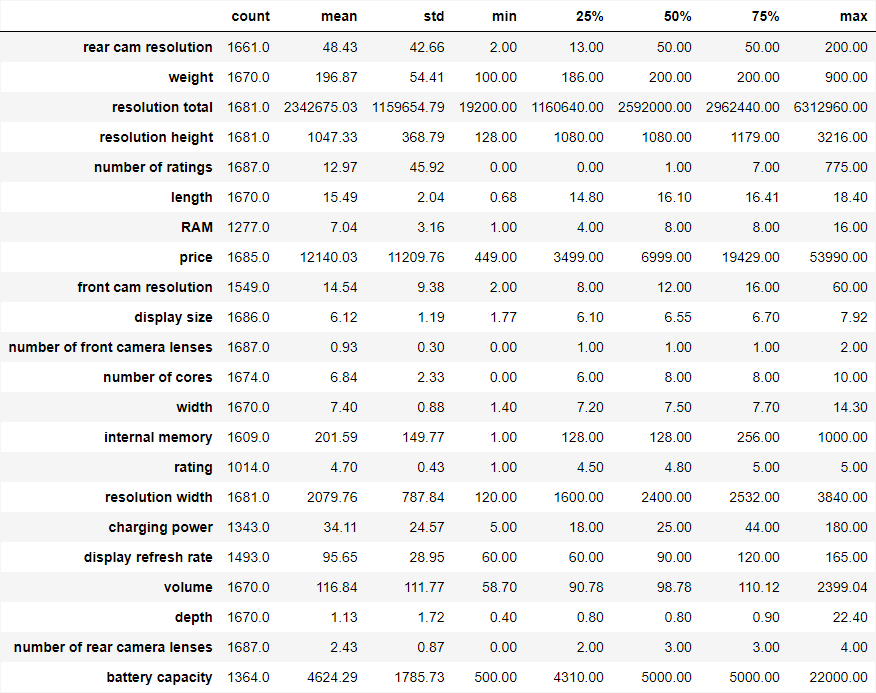 count mean std min 25% 50% 75% max
rear cam resolution 1661.0 48.43 42.66 2.00 13.00 50.00 50.00 200.00
weight 1670.0 196.87 54.41 100.00 186.00 200.00 200.00 900.00
resolution total 1681.0 2342675.03 1159654.79 19200.00 1160640.00 2592000.00 2962440.00 6312960.00
resolution height 1681.0 1047.33 368.79 128.00 1080.00 1080.00 1179.00 3216.00
number of ratings 1687.0 12.97 45.92 0.00 0.00 1.00 7.00 775.00
length 1670.0 15.49 2.04 0.68 14.80 16.10 16.41 18.40
RAM 1277.0 7.04 3.16 1.00 4.00 8.00 8.00 16.00
price 1685.0 12140.03 11209.76 449.00 3499.00 6999.00 19429.00 53990.00
front cam resolution 1549.0 14.54 9.38 2.00 8.00 12.00 16.00 60.00
display size 1686.0 6.12 1.19 1.77 6.10 6.55 6.70 7.92
number of front camera lenses 1687.0 0.93 0.30 0.00 1.00 1.00 1.00 2.00
number of cores 1674.0 6.84 2.33 0.00 6.00 8.00 8.00 10.00
width 1670.0 7.40 0.88 1.40 7.20 7.50 7.70 14.30
internal memory 1609.0 201.59 149.77 1.00 128.00 128.00 256.00 1000.00
rating 1014.0 4.70 0.43 1.00 4.50 4.80 5.00 5.00
resolution width 1681.0 2079.76 787.84 120.00 1600.00 2400.00 2532.00 3840.00
charging power 1343.0 34.11 24.57 5.00 18.00 25.00 44.00 180.00
display refresh rate 1493.0 95.65 28.95 60.00 60.00 90.00 120.00 165.00
volume 1670.0 116.84 111.77 58.70 90.78 98.78 110.12 2399.04
depth 1670.0 1.13 1.72 0.40 0.80 0.80 0.90 22.40
number of rear camera lenses 1687.0 2.43 0.87 0.00 2.00 3.00 3.00 4.00
battery capacity 1364.0 4624.29 1785.73 500.00 4310.00 5000.00 5000.00 22000.00